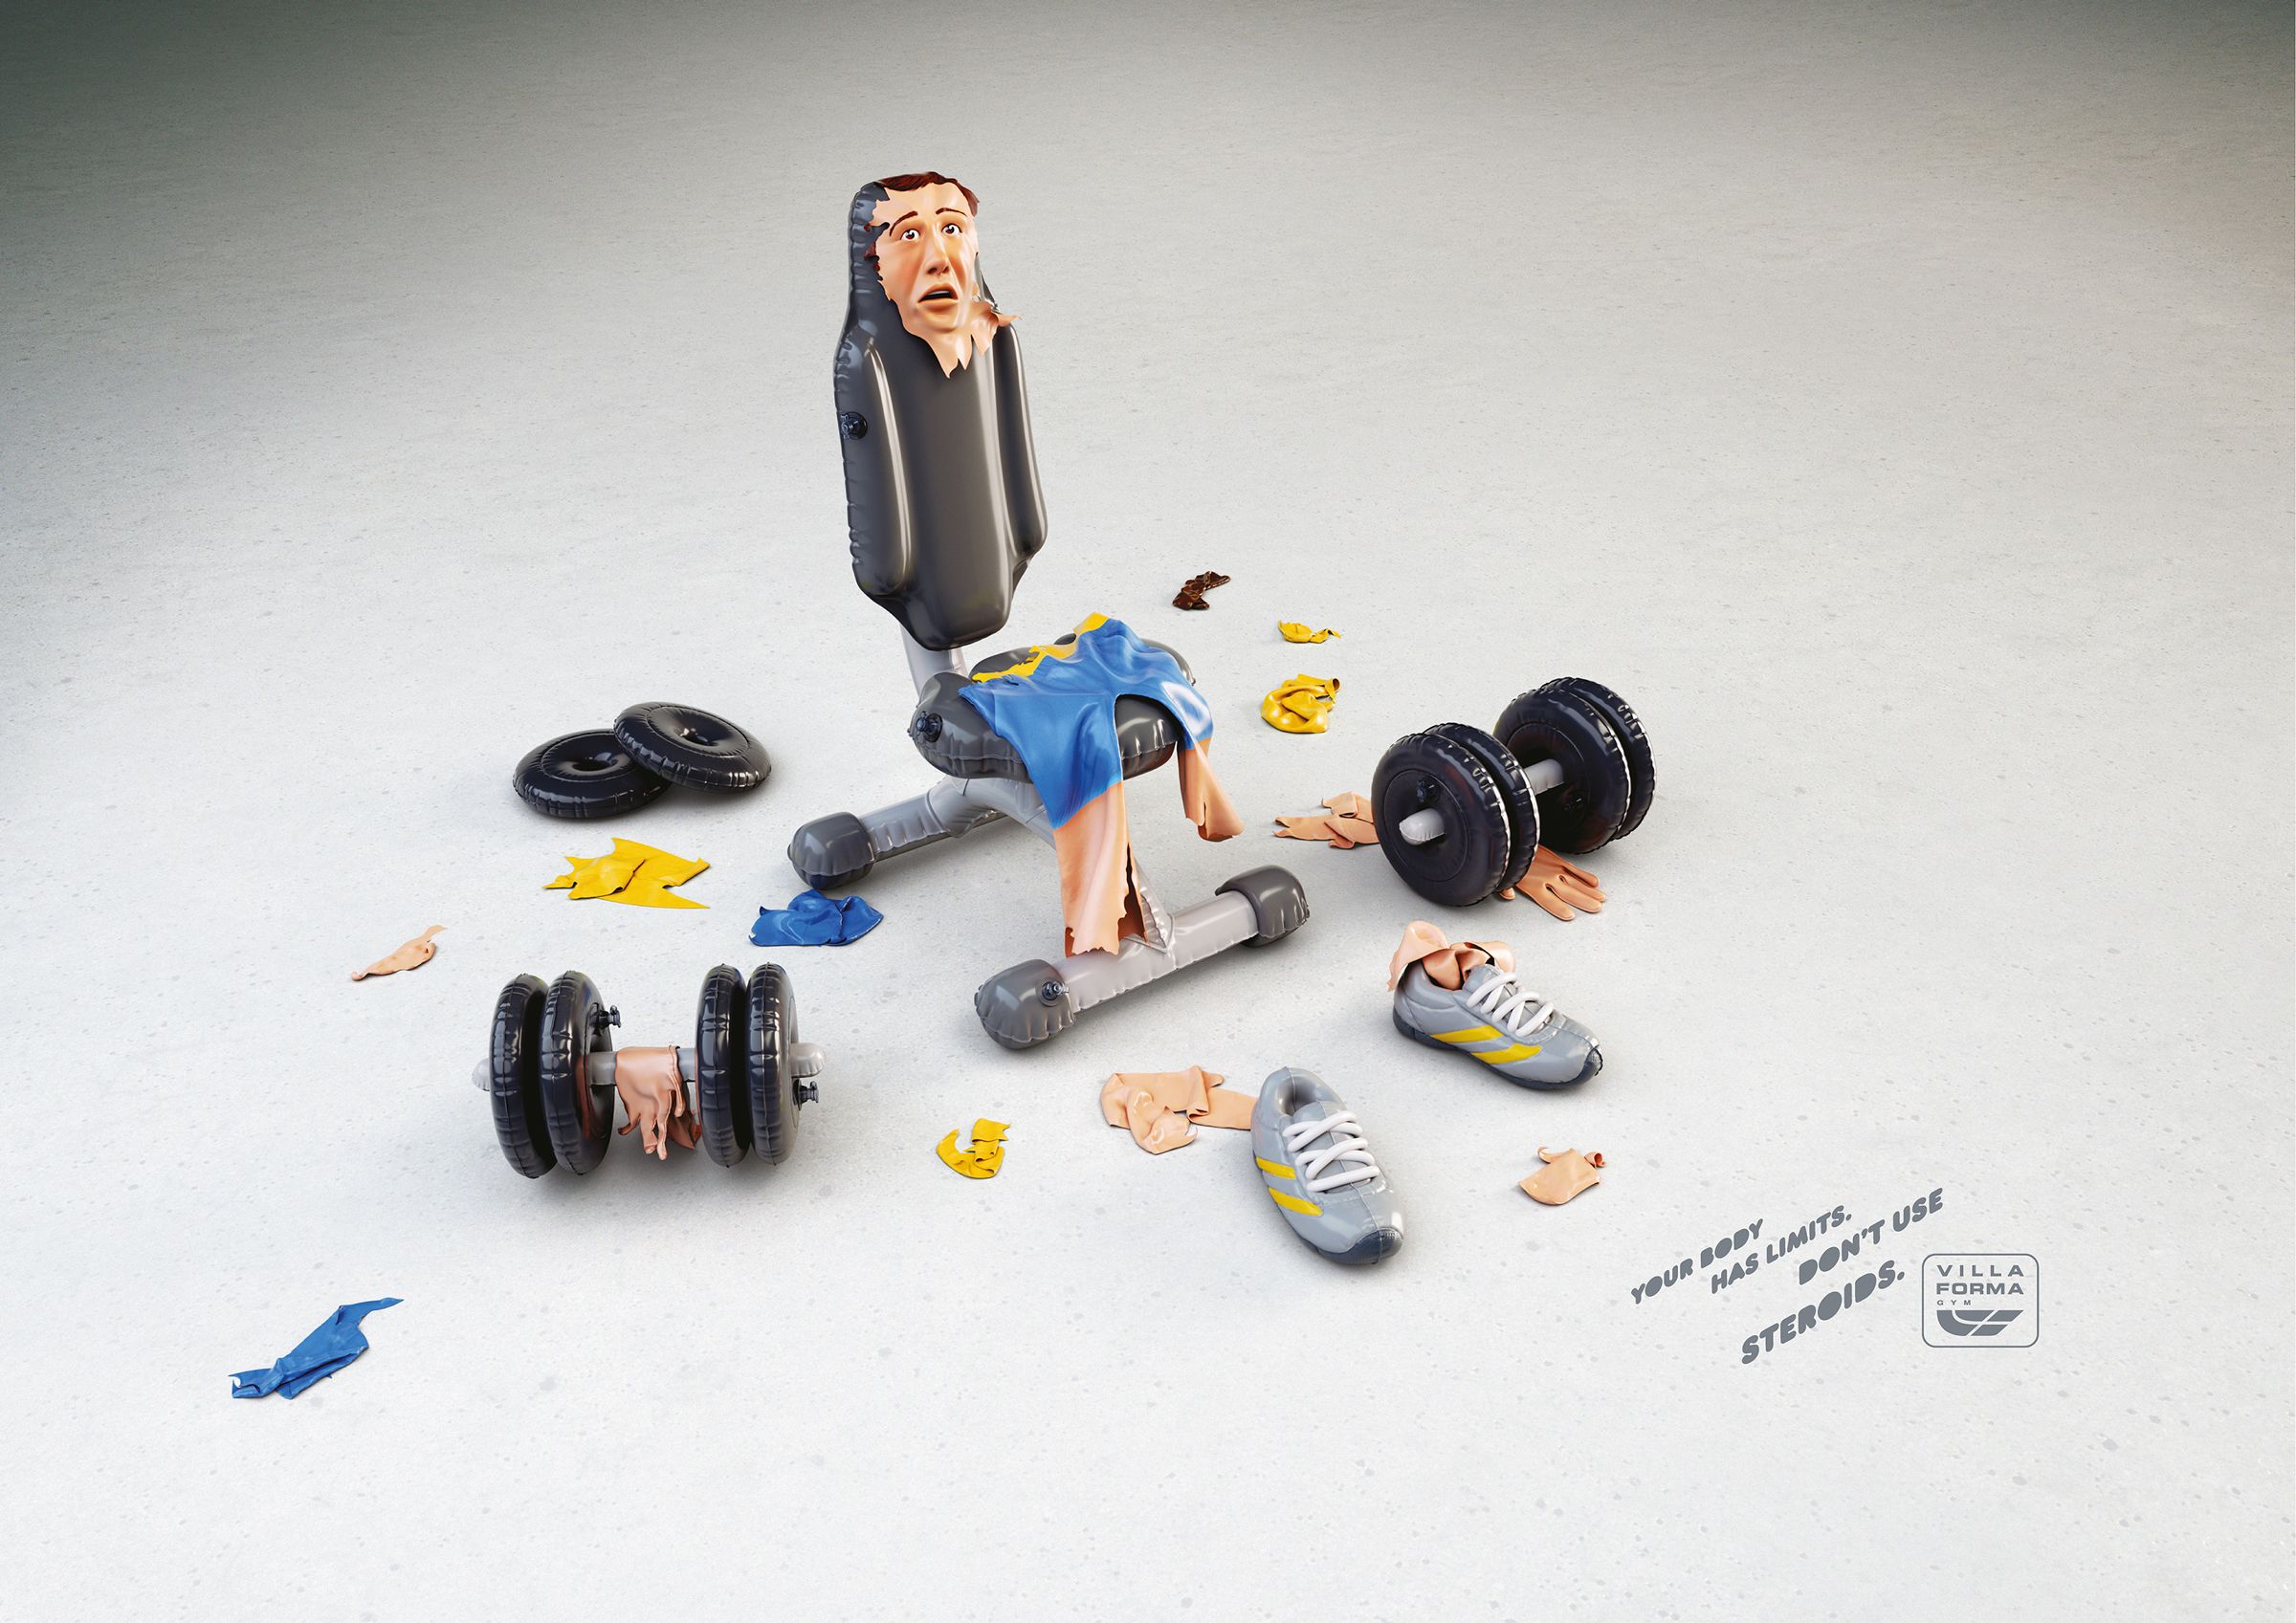 YOUR BODY
HAS LIMITS.
DON'T USE
STEROIDS.
VILLA
FORMA
GYM